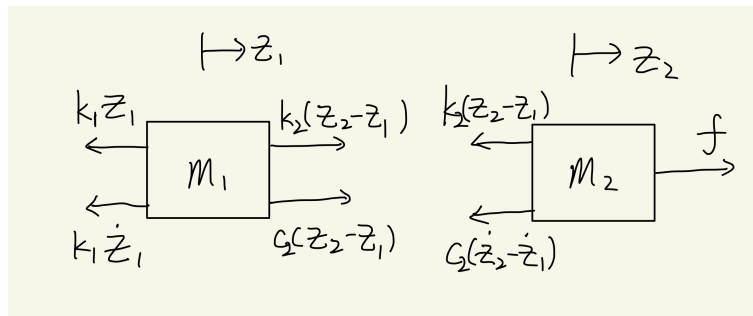 z₁
z₂
k₁z₁
k₂(z₂-z₁)
k₂(z₂-z₁)
f
m₁
m₂
k₁ż₁
c₂(z₂-z₁)
c₂(ż₂-ż₁)